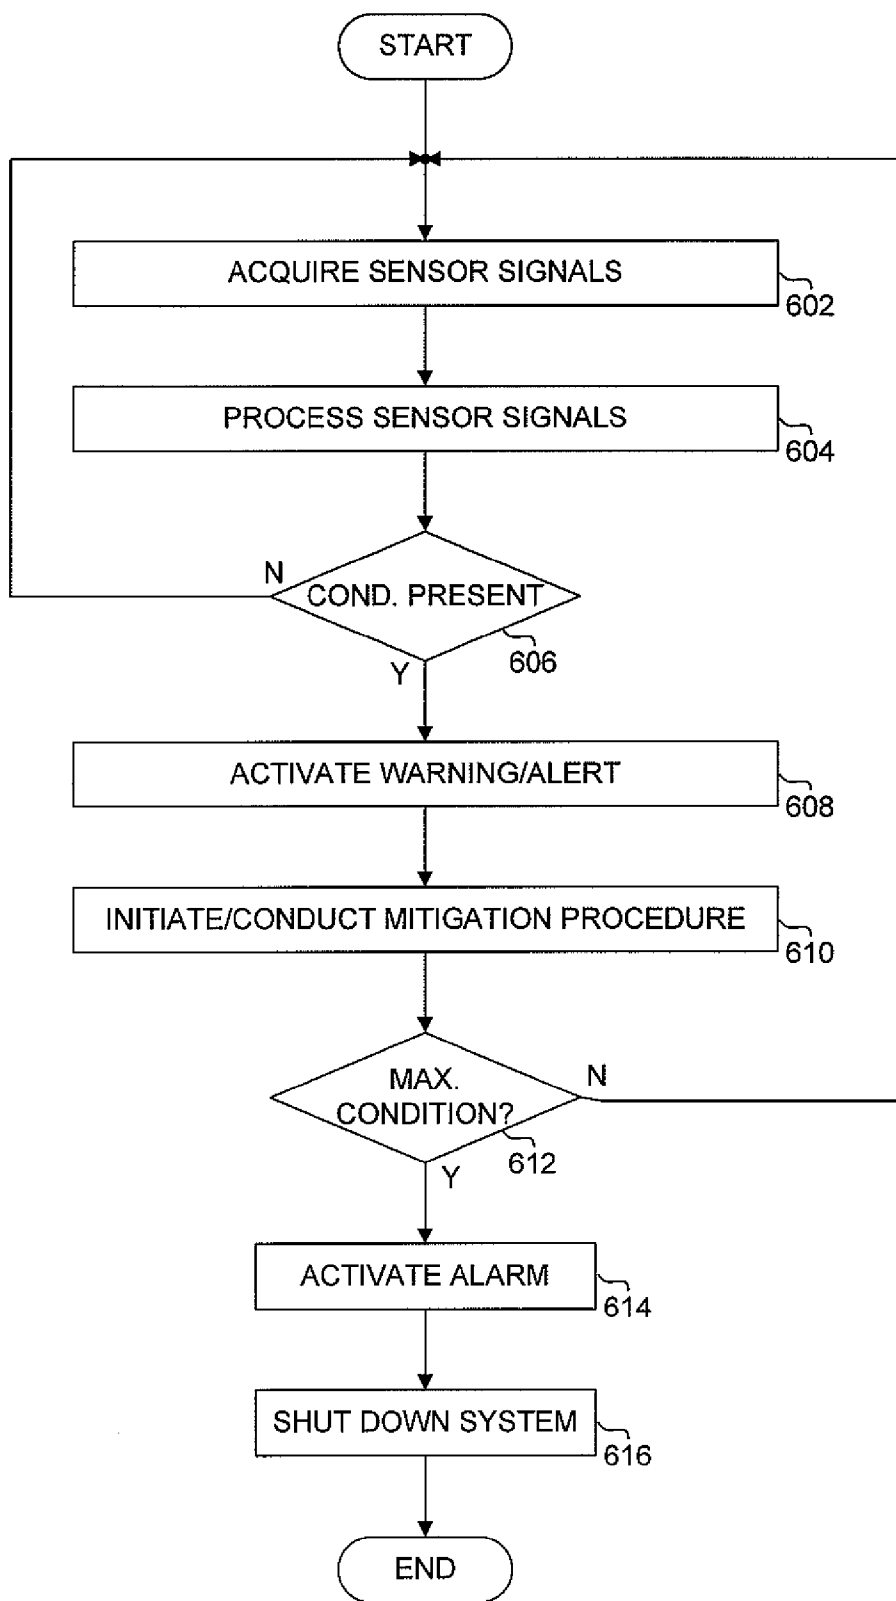 START
ACQUIRE SENSOR SIGNALS
602
PROCESS SENSOR SIGNALS
604
N
COND. PRESENT
606
Y
ACTIVATE WARNING/ALERT
608
INITIATE/CONDUCT MITIGATION PROCEDURE
610
MAX.
CONDITION?
N
612
Y
ACTIVATE ALARM
614
SHUT DOWN SYSTEM
616
END